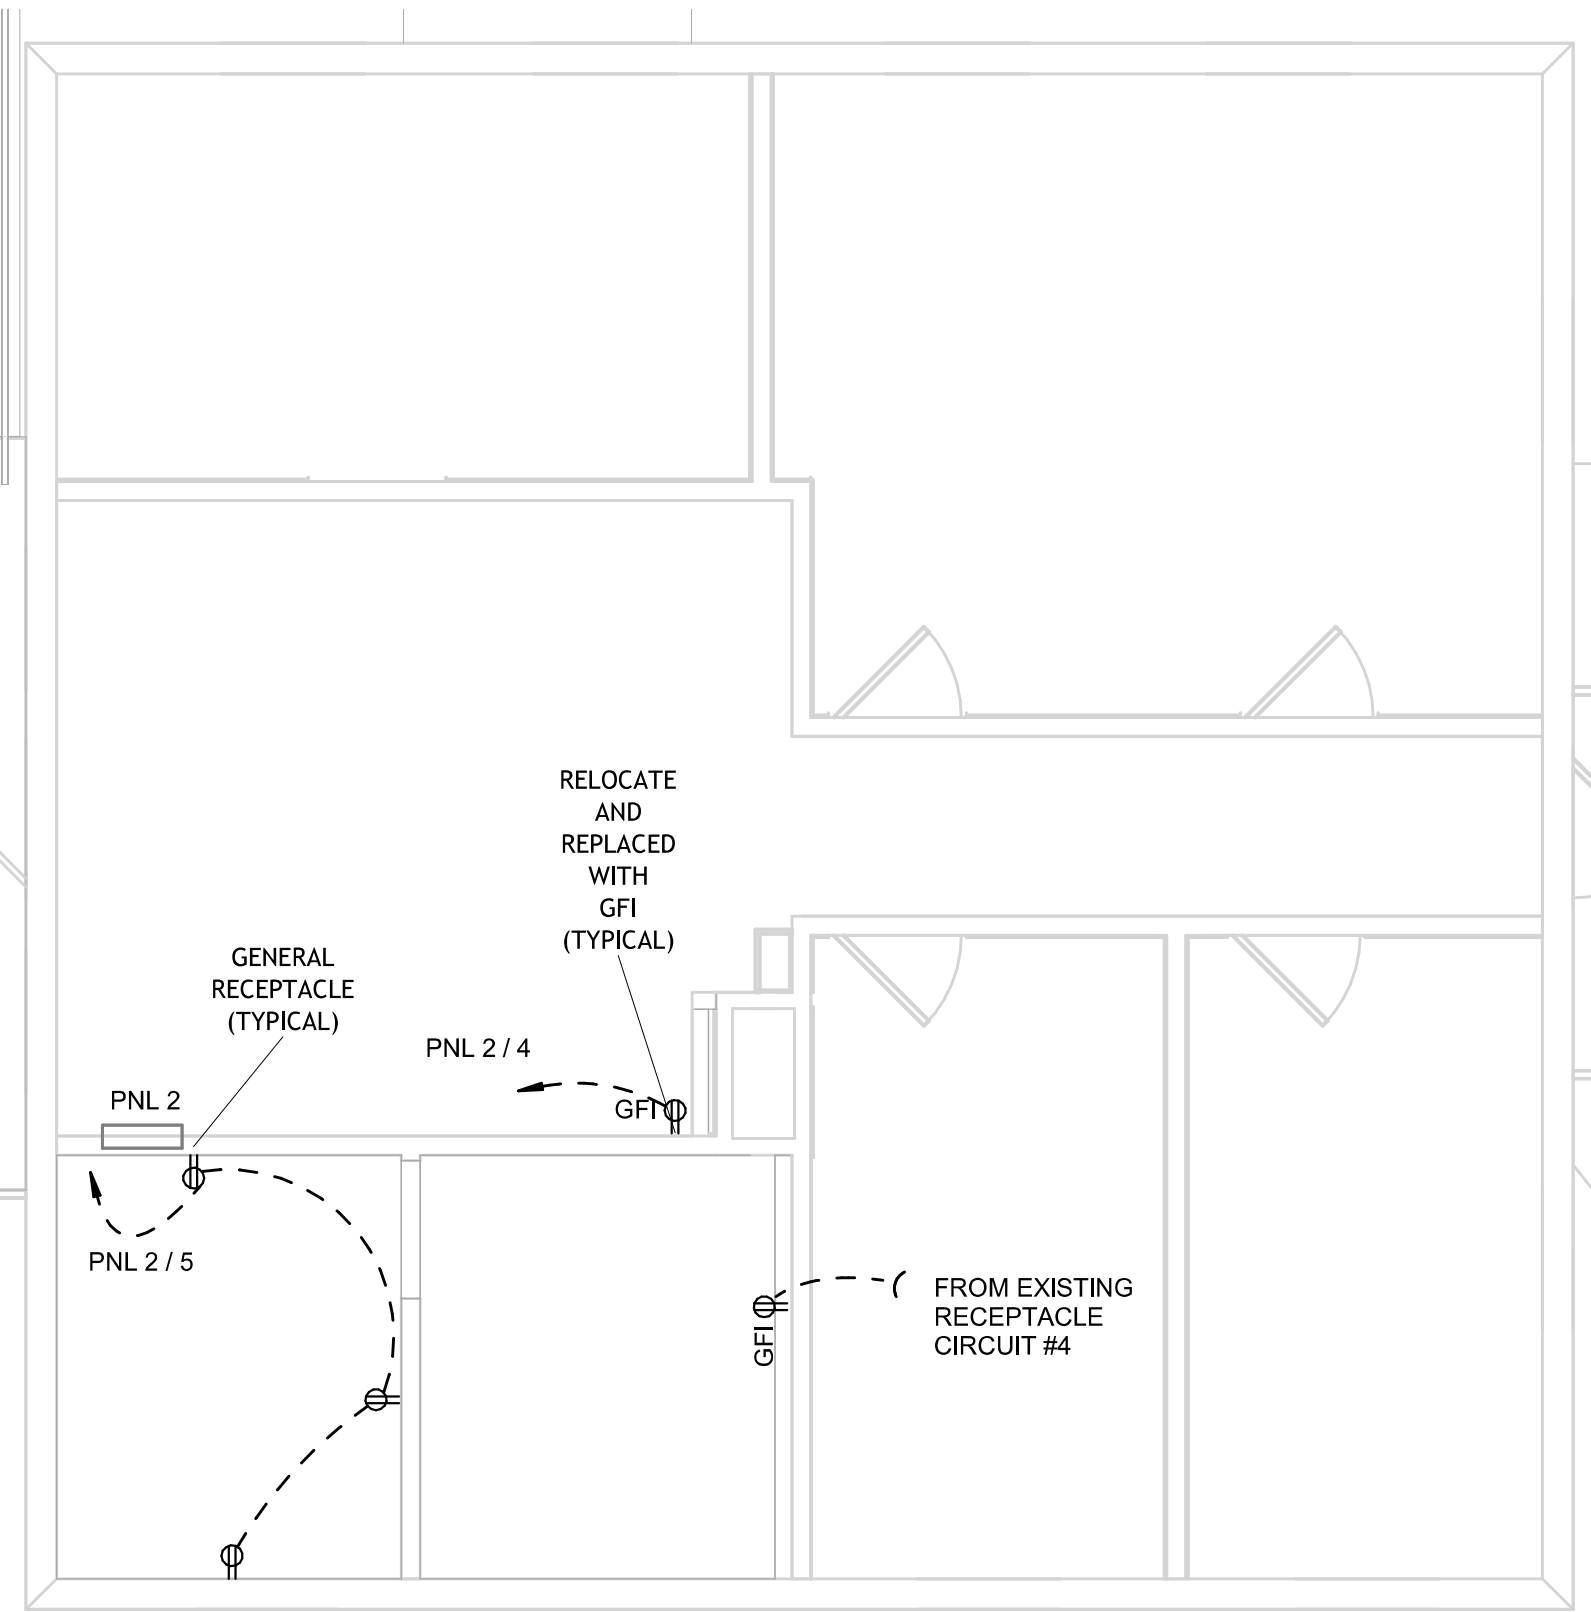 RELOCATE
AND
REPLACED
WITH
GFI
(TYPICAL)
GENERAL
RECEPTACLE
(TYPICAL)
PNL 2 / 4
PNL 2
GFI
PNL 2 / 5
FROM EXISTING
RECEPTACLE
CIRCUIT #4
GFI